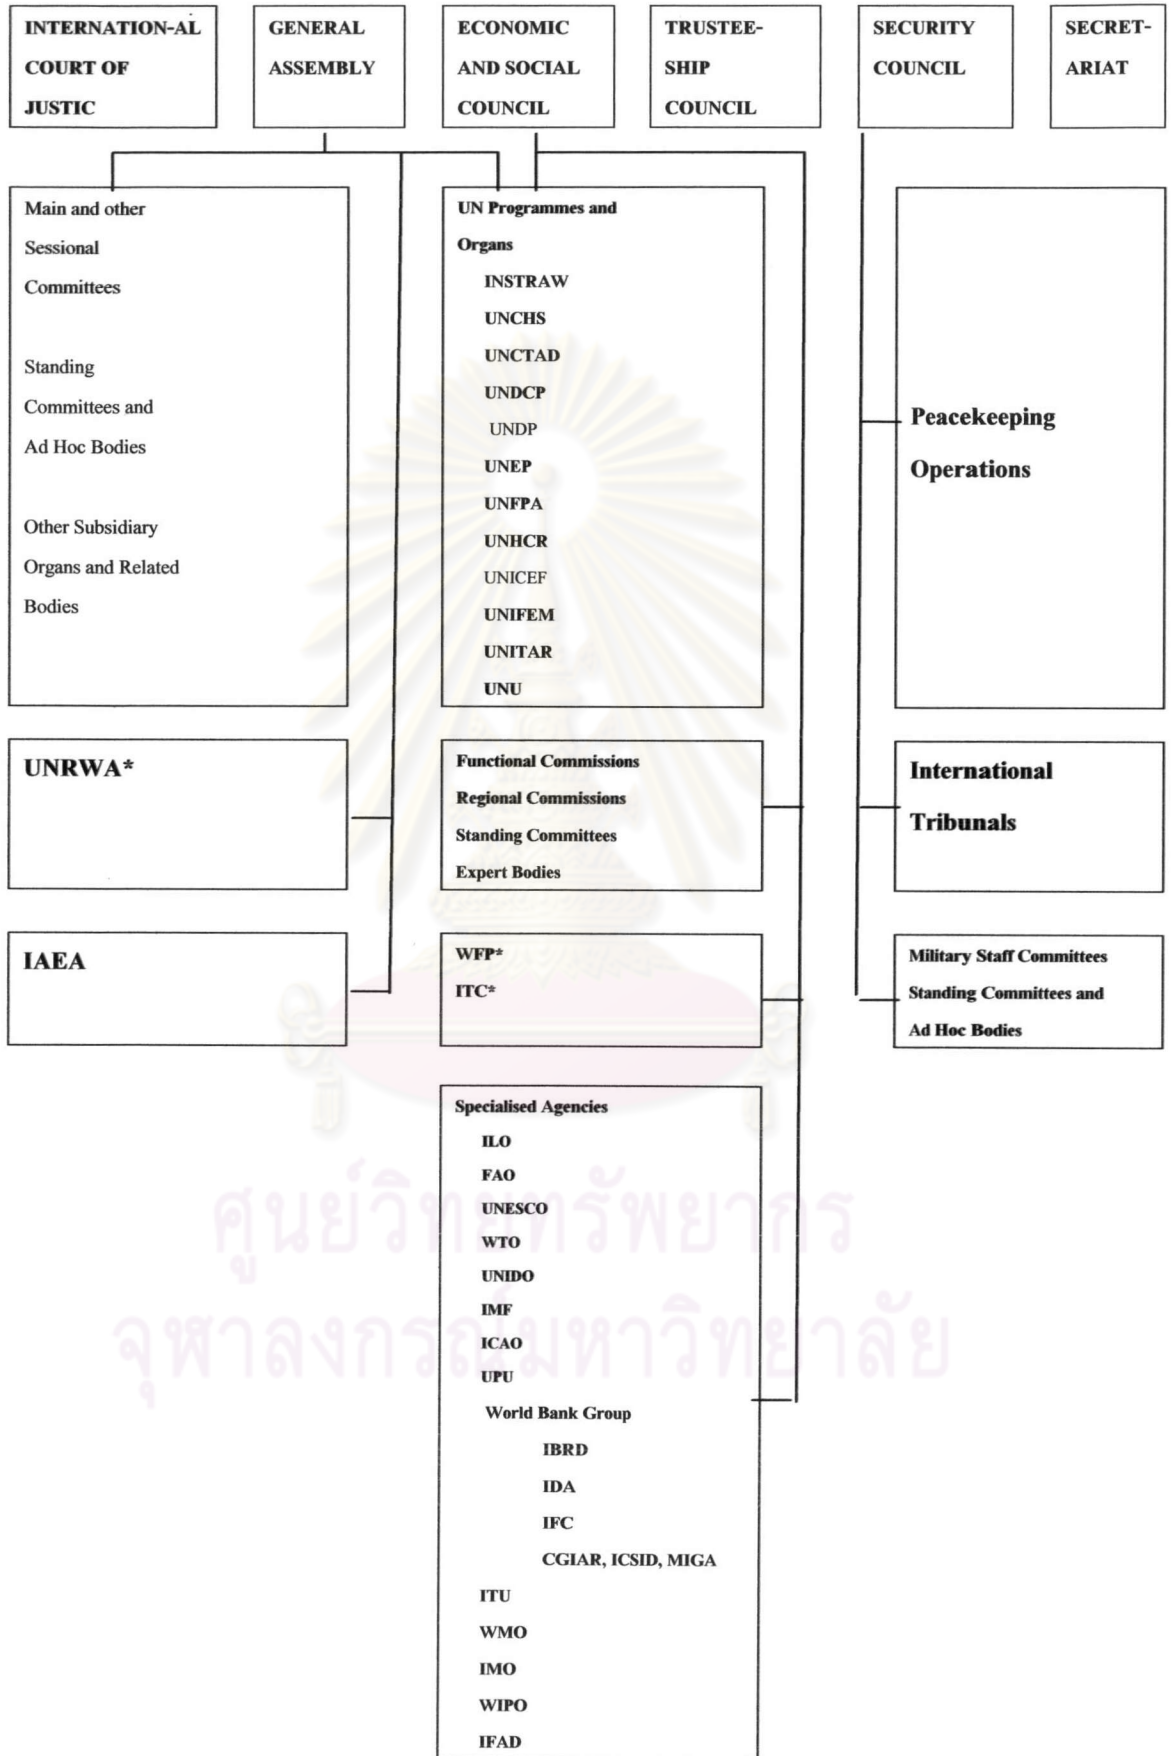 INTERNATION-AL
COURT OF
JUSTIC
GENERAL
ASSEMBLY
ECONOMIC
AND SOCIAL
COUNCIL
TRUSTEE-
SHIP
COUNCIL
SECURITY
COUNCIL
SECRET-
ARIAT
Main and other
Sessional
Committees
Standing
Committees and
Ad Hoc Bodies
Other Subsidiary
Organs and Related
Bodies
UN Programmes and
Organs
INSTRAW
UNCHS
UNCTAD
UNDCP
UNDP
UNEP
UNFPA
UNHCR
UNICEF
UNIFEM
UNITAR
UNU
Peacekeeping
Operations
UNRWA*
Functional Commissions
Regional Commissions
Standing Committees
Expert Bodies
International
Tribunals
IAEA
WFP*
ITC*
Military Staff Committees
Standing Committees and
Ad Hoc Bodies
Specialised Agencies
ILO
FAO
UNESCO
WTO
UNIDO
IMF
ICAO
UPU
World Bank Group
IBRD
IDA
IFC
CGIAR, ICSID, MIGA
ITU
WMO
IMO
WIPO
IFAD
ศูนย์วิทยทรัพยากร
จุฬาลงกรณ์มหาวิทยาลัย